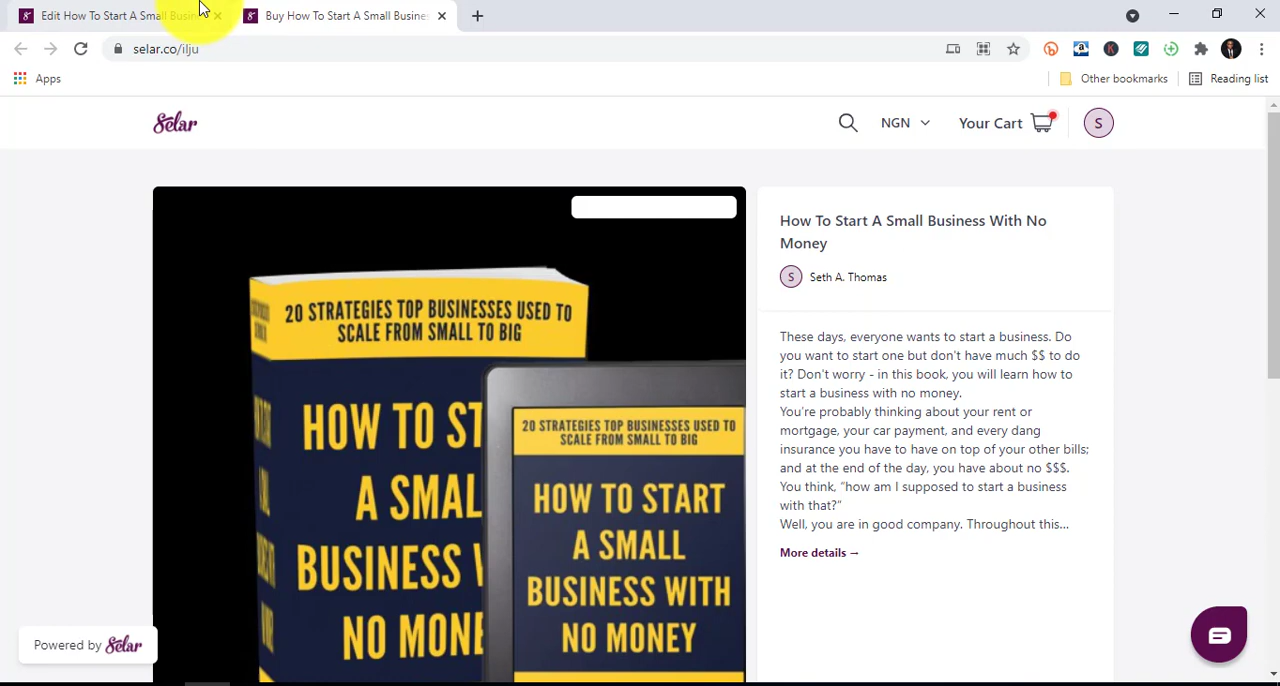 Edit How To Start A Small Busin
Buy How To Start A Small Busine
selar.co/ilju
Apps
Other bookmarks
Reading list
Selar
NGN
Your Cart
S
20 STRATEGIES TOP BUSINESSES USED TO
SCALE FROM SMALL TO BIG
HOW TO ST
A SMAL
BUSINESS W
NO MONE
20 STRATEGIES TOP BUSINESSES USED TO
SCALE FROM SMALL TO BIG
HOW TO START
A SMALL
BUSINESS WITH
NO MONEY
How To Start A Small Business With No
Money
S
Seth A. Thomas
These days, everyone wants to start a business. Do
you want to start one but don't have much $$ to do
it? Don't worry - in this book, you will learn how to
start a business with no money.
You're probably thinking about your rent or
mortgage, your car payment, and every dang
insurance you have to have on top of your other bills;
and at the end of the day, you have about no $$$.
You think, “how am I supposed to start a business
with that?”
Well, you are in good company. Throughout this...
More details →
Powered by Selar